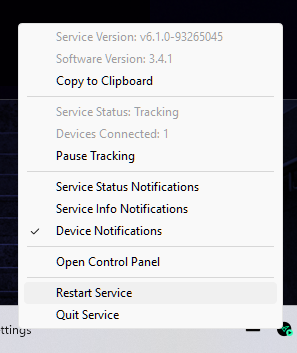 Service Version: v6.1.0-93265045
Software Version: 3.4.1
Copy to Clipboard
Service Status: Tracking
Devices Connected: 1
Pause Tracking
Service Status Notifications
Service Info Notifications
Device Notifications
Open Control Panel
Restart Service
Quit Service
ttings